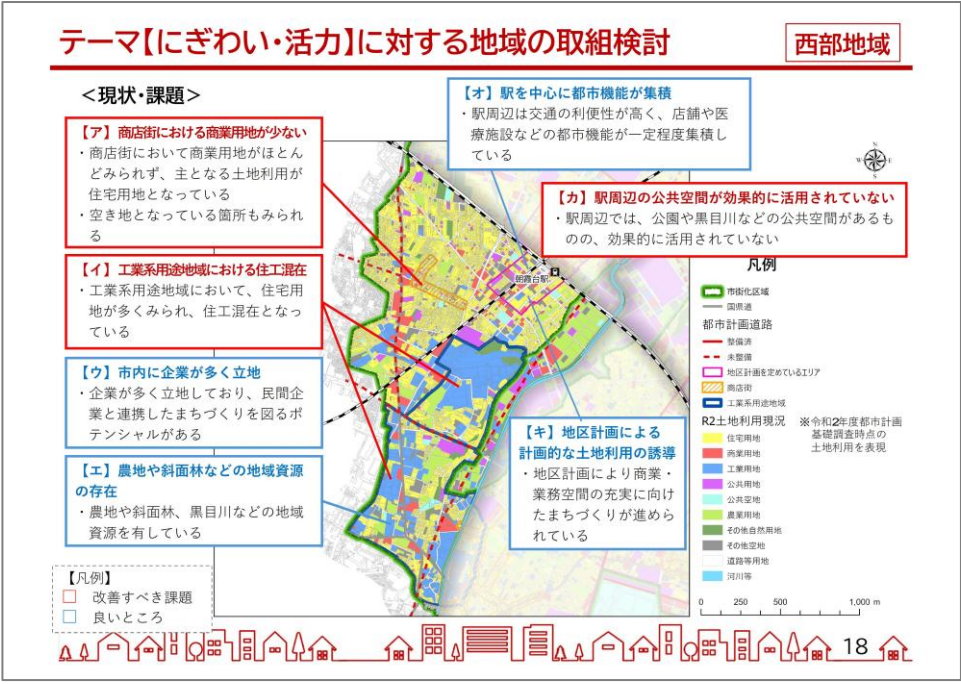 テーマ【にぎわい・活力】に対する地域の取組検討
西部地域
＜現状・課題＞
【ア】商店街における商業用地が少ない
・商店街において商業用地がほとん
どみられず、主となる土地利用が
住宅用地となっている
・空き地となっている箇所もみられ
る
【イ】工業系用途地域における住工混在
・工業系用途地域において、住宅用
地が多くみられ、住工混在となっ
ている
【ウ】市内に企業が多く立地
・企業が多く立地しており、民間企
業と連携したまちづくりを図るポ
テンシャルがある
【エ】農地や斜面林などの地域資源
の存在
・農地や斜面林、黒目川などの地域
資源を有している
【凡例】
改善すべき課題
良いところ
【オ】駅を中心に都市機能が集積
・駅周辺は交通の利便性が高く、店舗や医
療施設などの都市機能が一定程度集積し
ている
【カ】駅周辺の公共空間が効果的に活用されていない
・駅周辺では、公園や黒目川などの公共空間があるも
のの、効果的に活用されていない
朝霞台駅
【キ】地区計画による
計画的な土地利用の誘導
・地区計画により商業・
業務空間の充実に向け
たまちづくりが進めら
れている
N
W E
S
凡例
市街化区域
国県道
都市計画道路
整備済
未整備
地区計画を定めているエリア
商店街
工業系用途地域
R2土地利用現況
※令和2年度都市計画
基礎調査時点の
土地利用を表現
住宅用地
商業用地
工業用地
公共用地
公共空地
農業用地
その他自然用地
その他空地
道路等用地
河川等
0 250 500 1,000 m
18